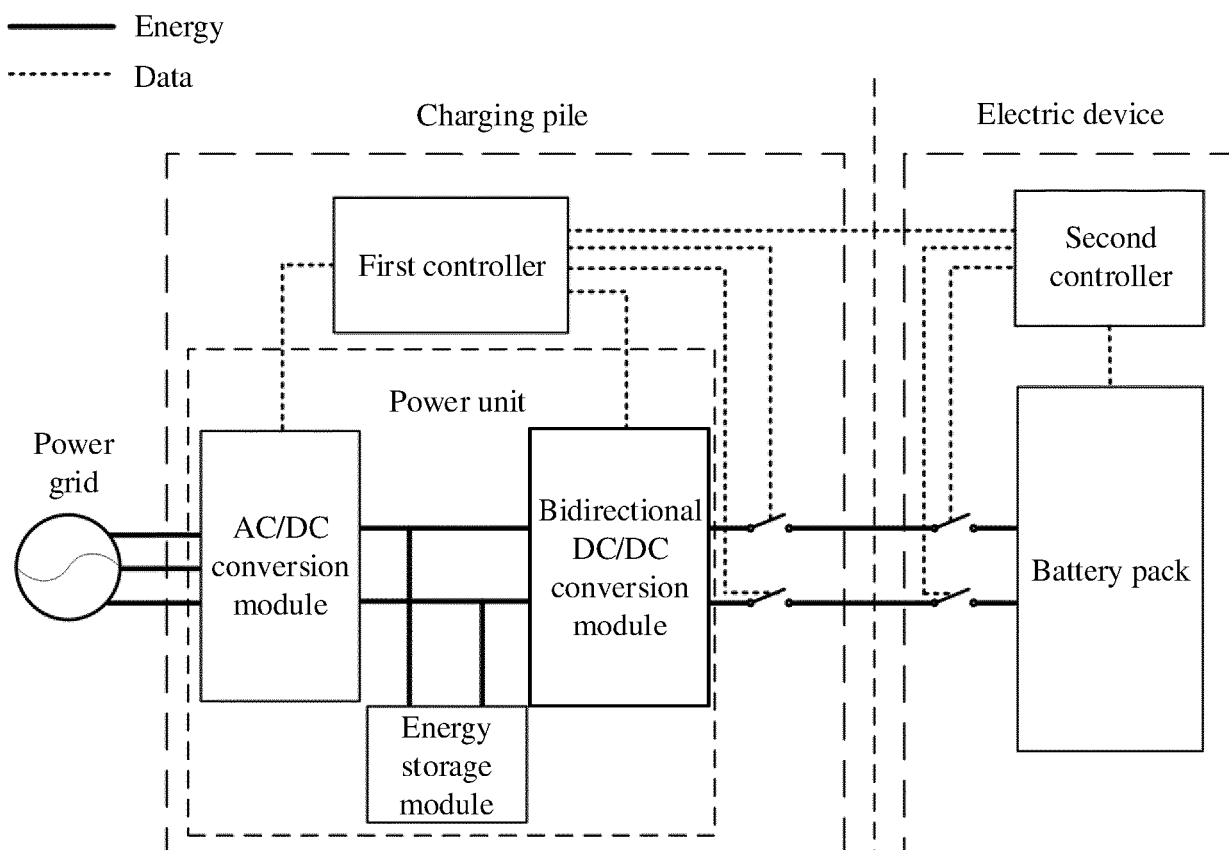 Energy
Data
Charging pile
Electric device
First controller
Second
controller
Power unit
Power
grid
AC/DC
conversion
module
Bidirectional
DC/DC
conversion
module
Battery pack
Energy
storage
module